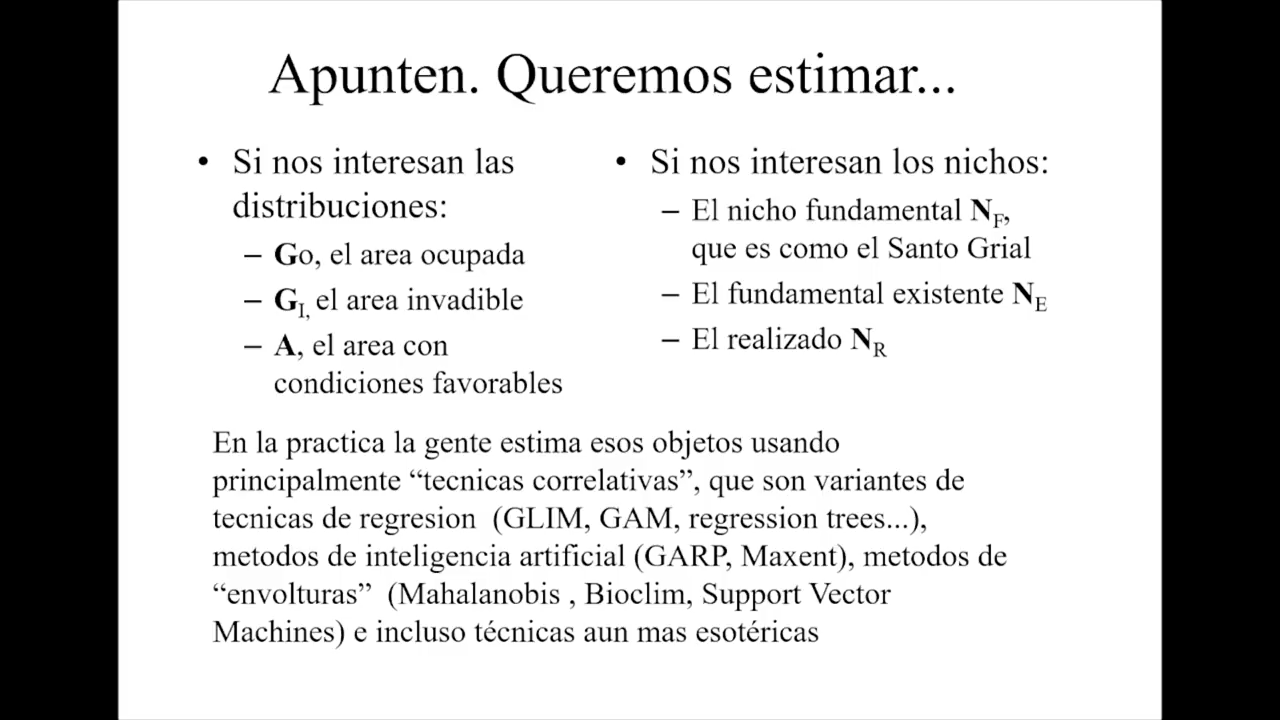 Apunten. Queremos estimar...
• Si nos interesan las
distribuciones:
– Go, el area ocupada
– GI, el area invadible
– A, el area con
condiciones favorables
• Si nos interesan los nichos:
– El nicho fundamental NF,
que es como el Santo Grial
– El fundamental existente NE
– El realizado NR
En la practica la gente estima esos objetos usando
principalmente “tecnicas correlativas”, que son variantes de
tecnicas de regresion (GLIM, GAM, regression trees...),
metodos de inteligencia artificial (GARP, Maxent), metodos de
“envolturas” (Mahalanobis , Bioclim, Support Vector
Machines) e incluso técnicas aun mas esotéricas